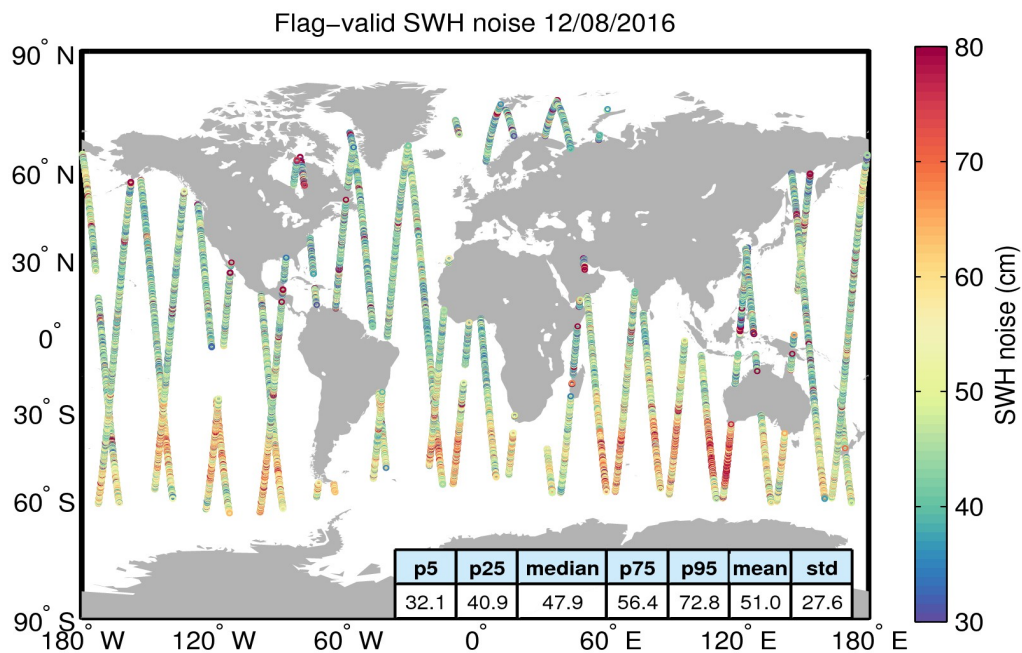 Flag−valid SWH noise 12/08/2016
90° N
60° N
30° N
0°
30° S
60° S
90° S
180° W
120° W
60° W
0°
60° E
120° E
180° E
80
70
60
50
40
30
SWH noise (cm)
p5 p25 median p75 p95 mean std
32.1 40.9 47.9 56.4 72.8 51.0 27.6